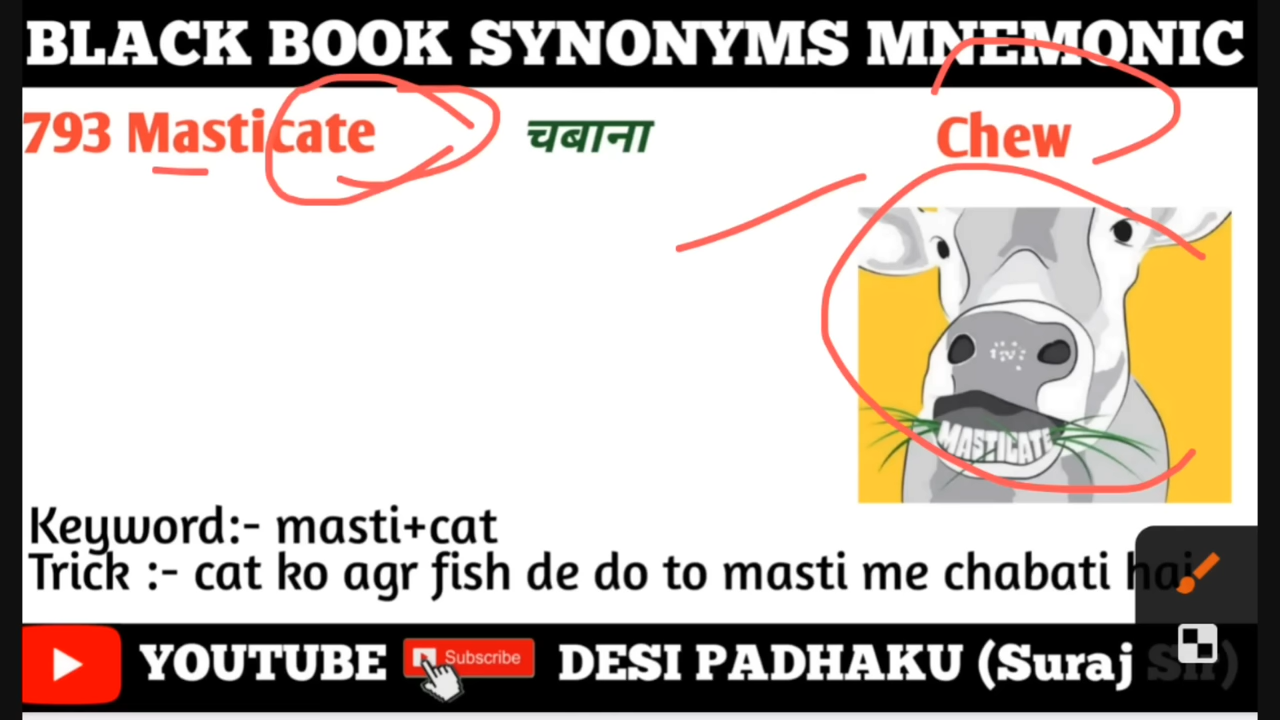 BLACK BOOK SYNONYMS MNEMONIC
793 Masticate चबाना Chew
MASTICATE
Keyword:- masti+cat
Trick :- cat ko agr fish de do to masti me chabati hai
YOUTUBE Subscribe DESI PADHAKU (Suraj Sir)